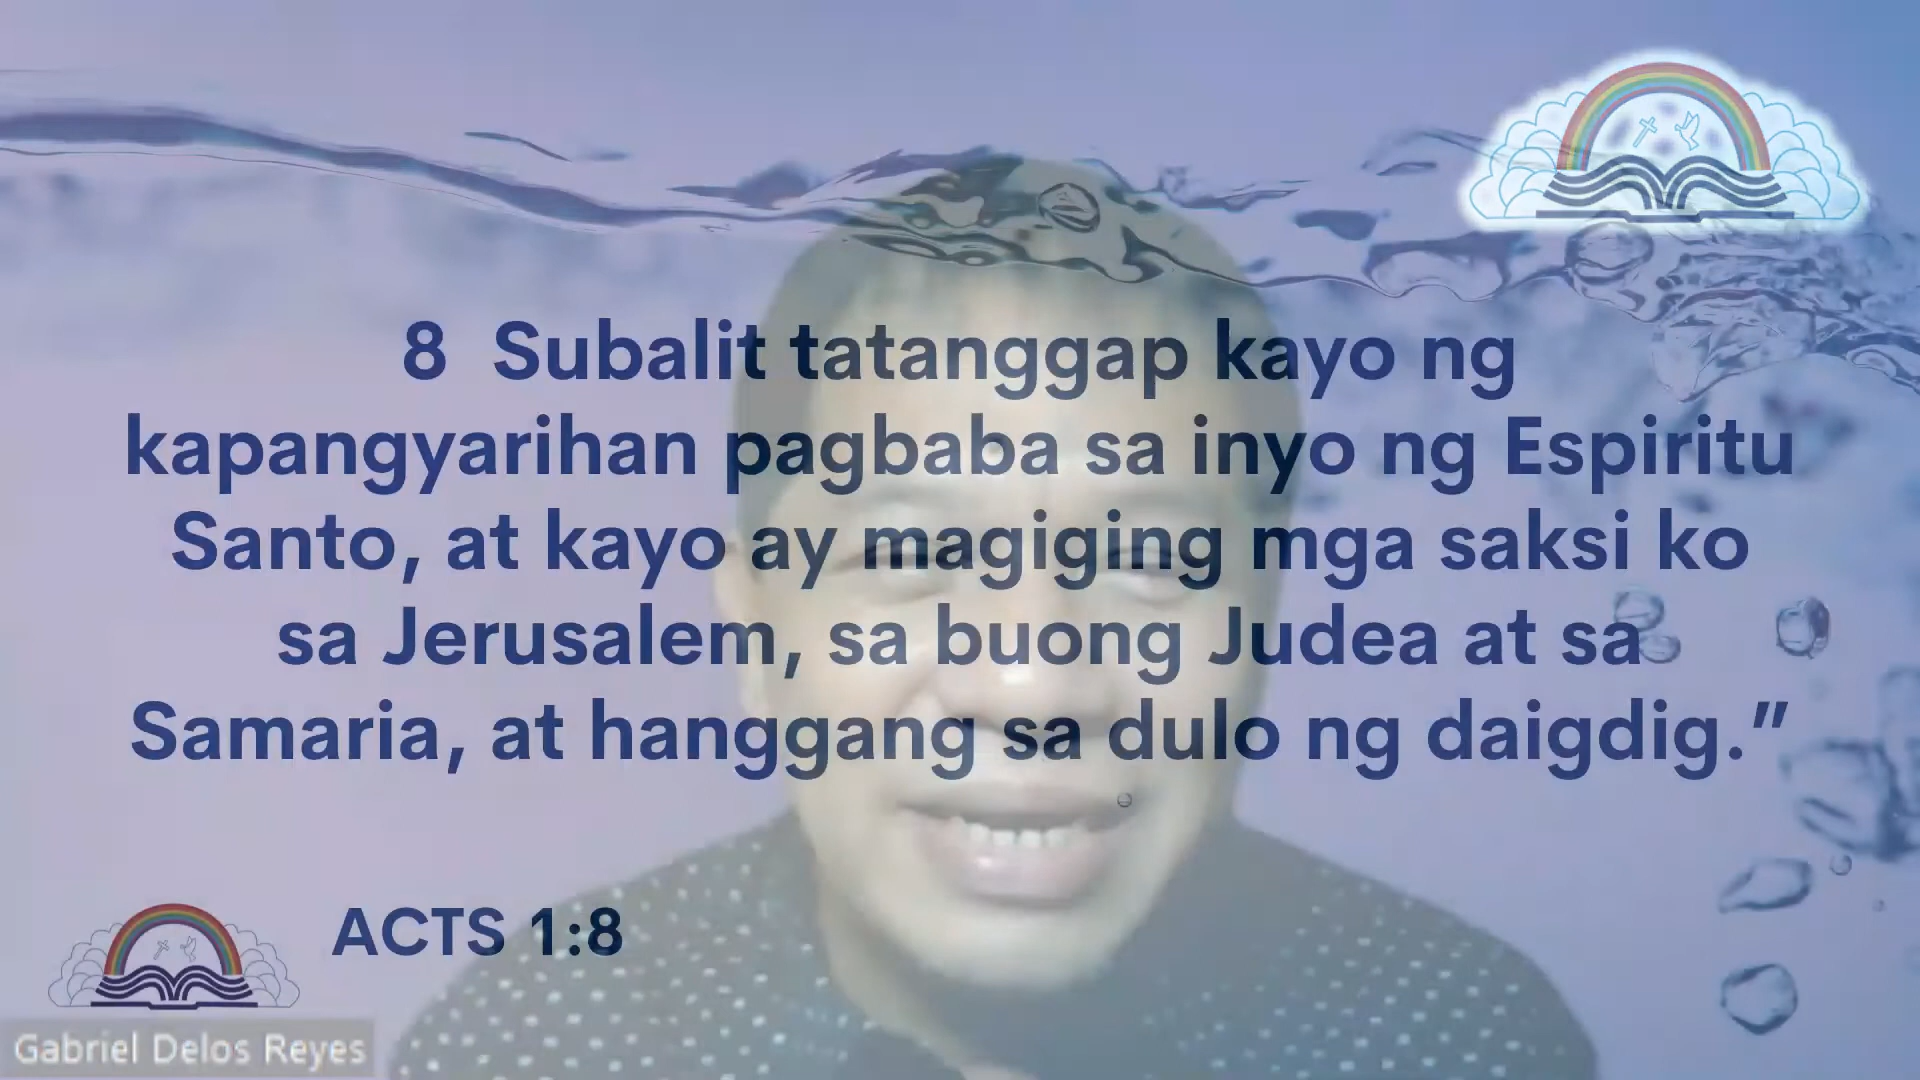 8 Subalit tatanggap kayo ng
kapangyarihan pagbaba sa inyo ng Espiritu
Santo, at kayo ay magiging mga saksi ko
sa Jerusalem, sa buong Judea at sa
Samaria, at hanggang sa dulo ng daigdig.”
ACTS 1:8
Gabriel Delos Reyes